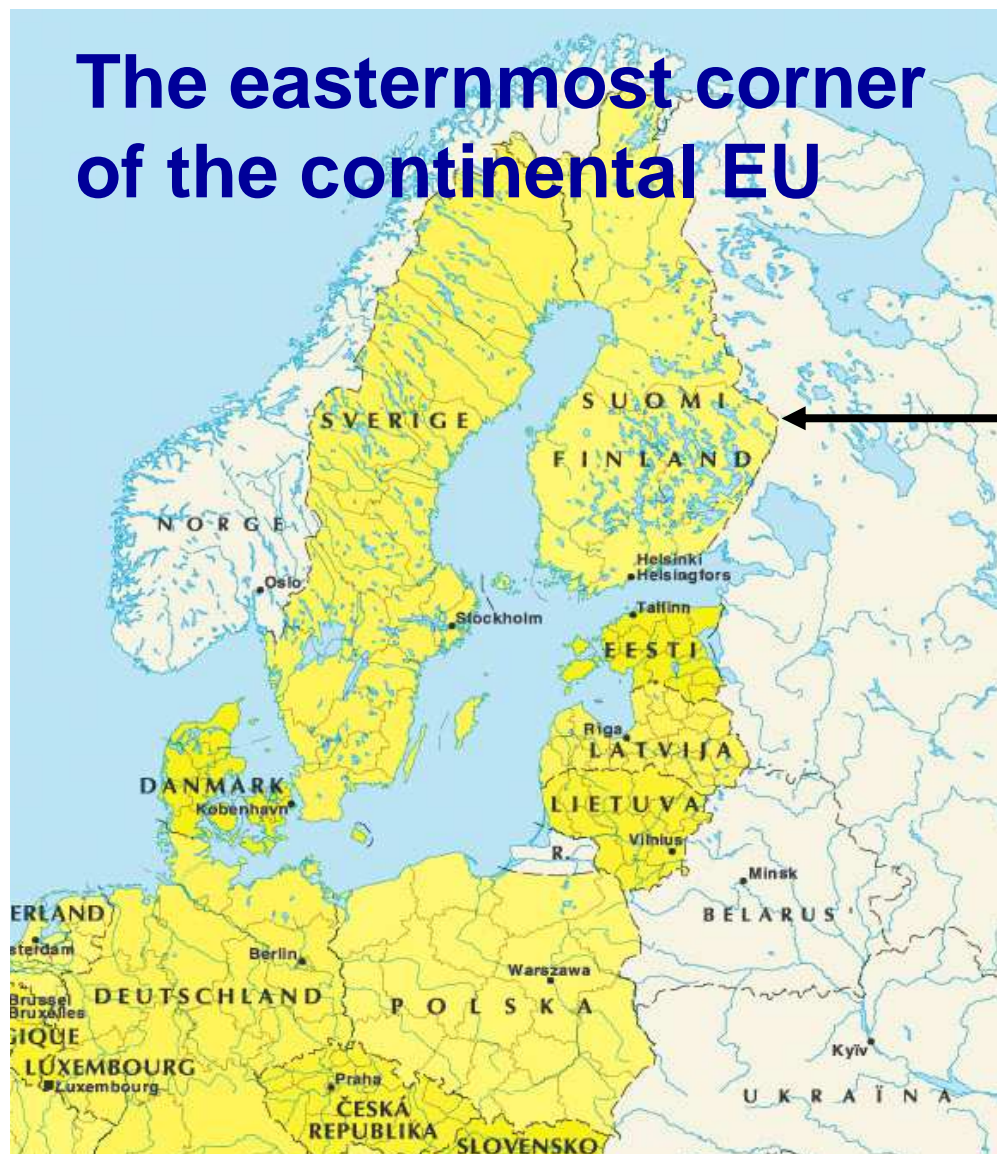 The easternmost corner
of the continental EU
SUOMI
SVERIGE
FINLAND
NORGE
Helsinki
Helsingfors
Oslo
Tallinn
Stockholm
EESTI
Riga
LATVIJA
DANMARK
København
LIETUVA
Vilnius
R.
Minsk
ERLAND
BELARUS
sterdam
Berlin
Warszawa
DEUTSCHLAND
Brussel
Bruxelles
POLSKA
GIQUE
Kyïv
LUXEMBOURG
Luxembourg
Praha
UKRAÏNA
ČESKÁ
REPUBLIKA
SLOVENSKO